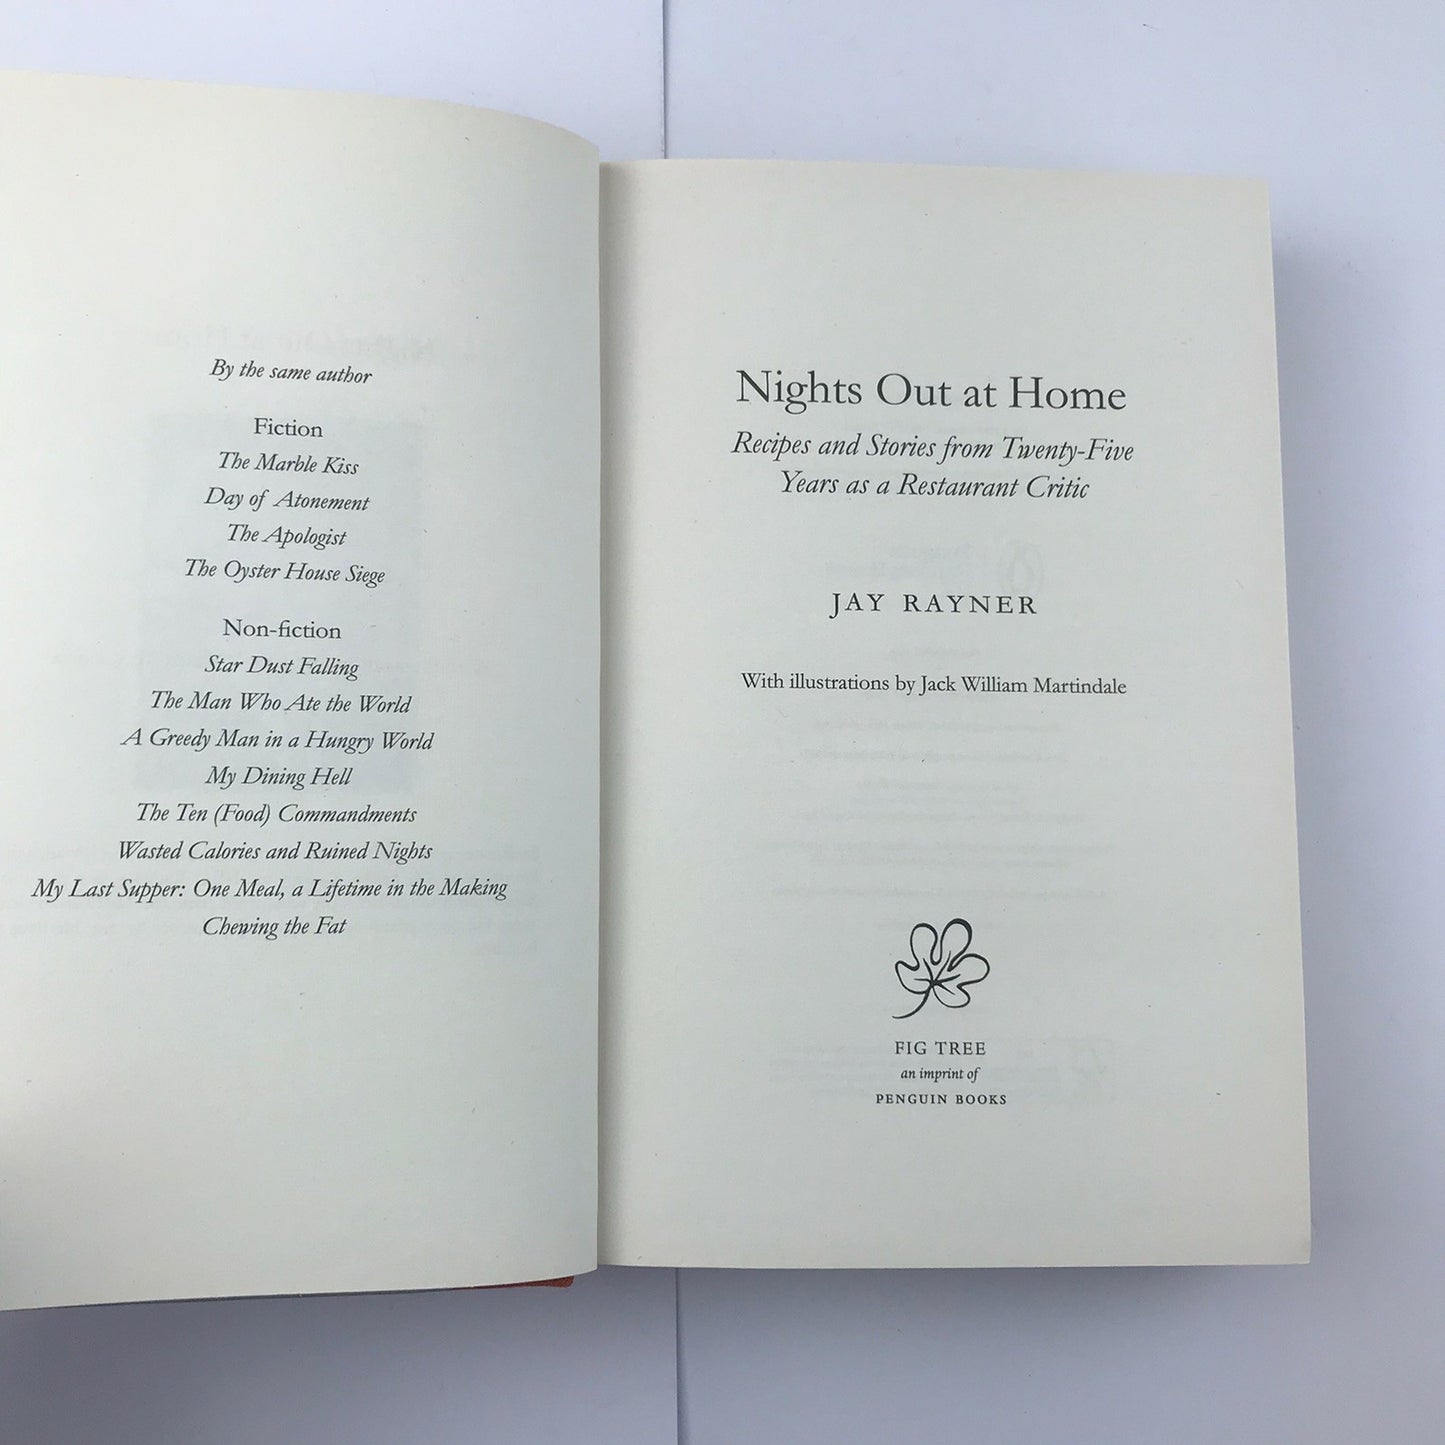 By the same author
Fiction
The Marble Kiss
Day of Atonement
The Apologist
The Oyster House Siege
Non-fiction
Star Dust Falling
The Man Who Ate the World
A Greedy Man in a Hungry World
My Dining Hell
The Ten (Food) Commandments
Wasted Calories and Ruined Nights
My Last Supper: One Meal, a Lifetime in the Making
Chewing the Fat
Nights Out at Home
Recipes and Stories from Twenty-Five
Years as a Restaurant Critic
JAY RAYNER
With illustrations by Jack William Martindale
FIG TREE
an imprint of
PENGUIN BOOKS